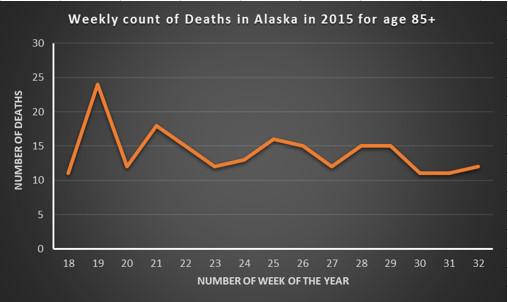 Weekly count of Deaths in Alaska in 2015 for age 85+
30
25
20
15
10
5
0
NUMBER OF DEATHS
18 19 20 21 22 23 24 25 26 27 28 29 30 31 32
NUMBER OF WEEK OF THE YEAR